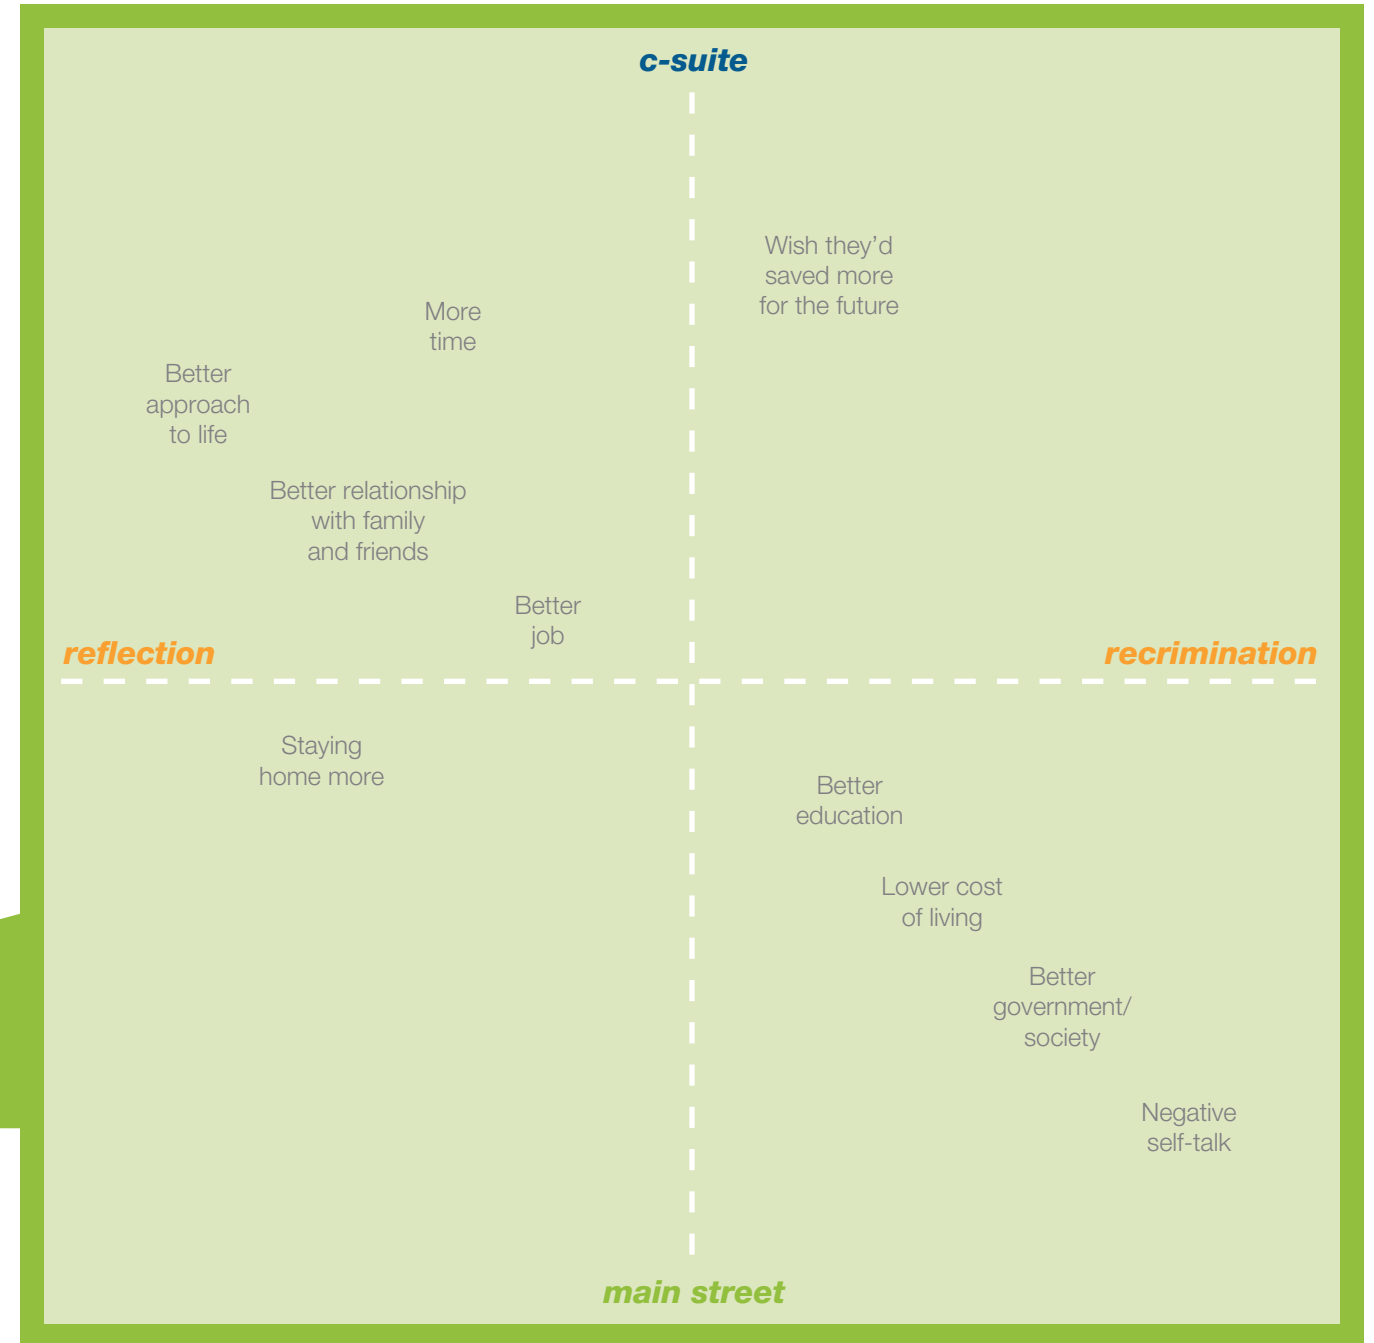 c-suite
Wish they’d
saved more
for the future
More
time
Better
approach
to life
Better relationship
with family
and friends
Better
job
reflection
recrimination
Staying
home more
Better
education
Lower cost
of living
Better
government/
society
Negative
self-talk
main street